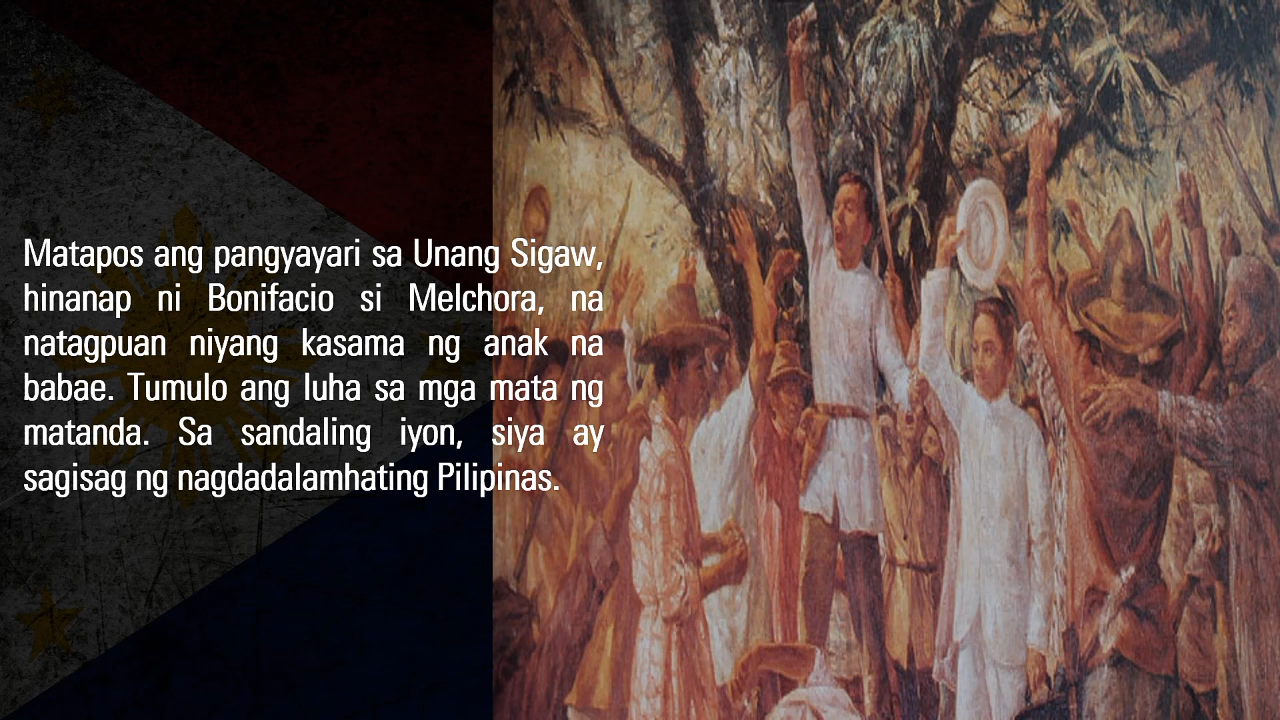 Matapos ang pangyayari sa Unang Sigaw,
hinanap ni Bonifacio si Melchora, na
natagpuan niyang kasama ng anak na
babae. Tumulo ang luha sa mga mata ng
matanda. Sa sandaling iyon, siya ay
sagisag ng nagdadalamhating Pilipinas.